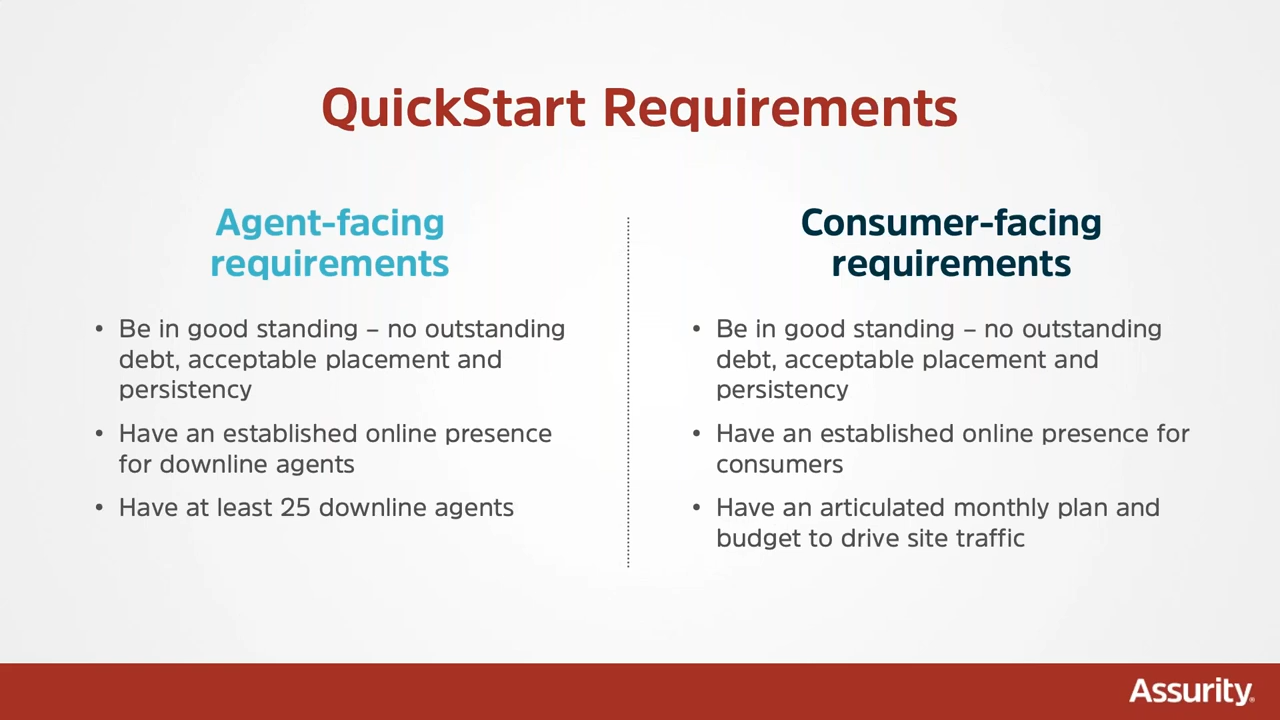 QuickStart Requirements
Agent-facing
requirements
• Be in good standing – no outstanding
debt, acceptable placement and
persistency
• Have an established online presence
for downline agents
• Have at least 25 downline agents
Consumer-facing
requirements
• Be in good standing – no outstanding
debt, acceptable placement and
persistency
• Have an established online presence for
consumers
• Have an articulated monthly plan and
budget to drive site traffic
Assurity®